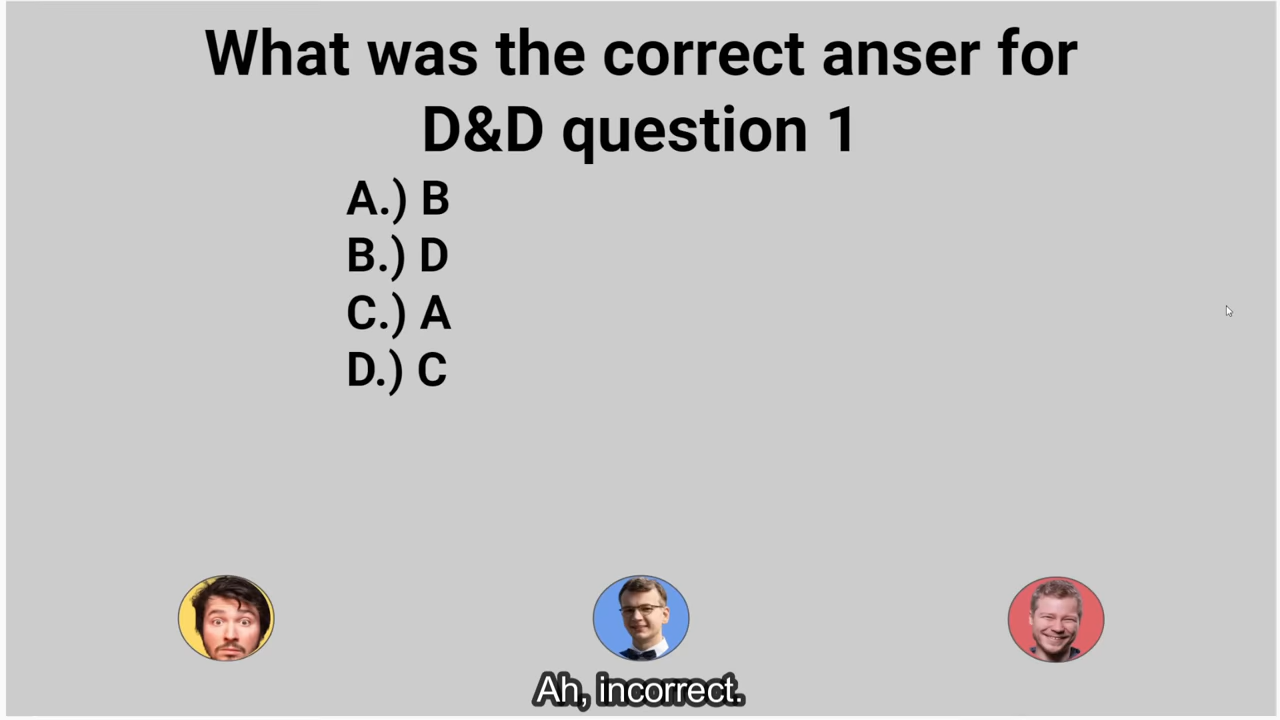 What was the correct anser for
D&D question 1
A.) B
B.) D
C.) A
D.) C
Ah, incorrect.